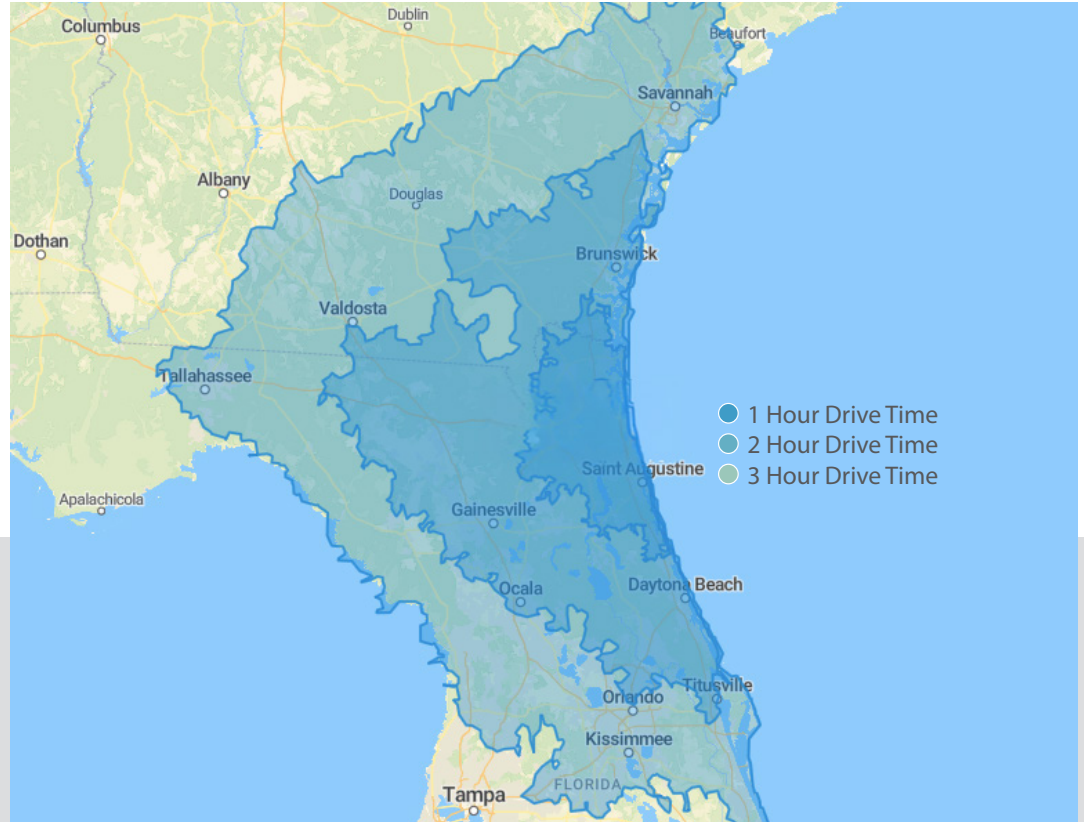 Dublin
Columbus
Beaufort
Savannah
Albany
Douglas
Dothan
Brunswick
Valdosta
Tallahassee
1 Hour Drive Time
2 Hour Drive Time
3 Hour Drive Time
Saint Augustine
Apalachicola
Gainesville
Ocala
Daytona Beach
Titusville
Orlando
Kissimmee
FLORIDA
Tampa